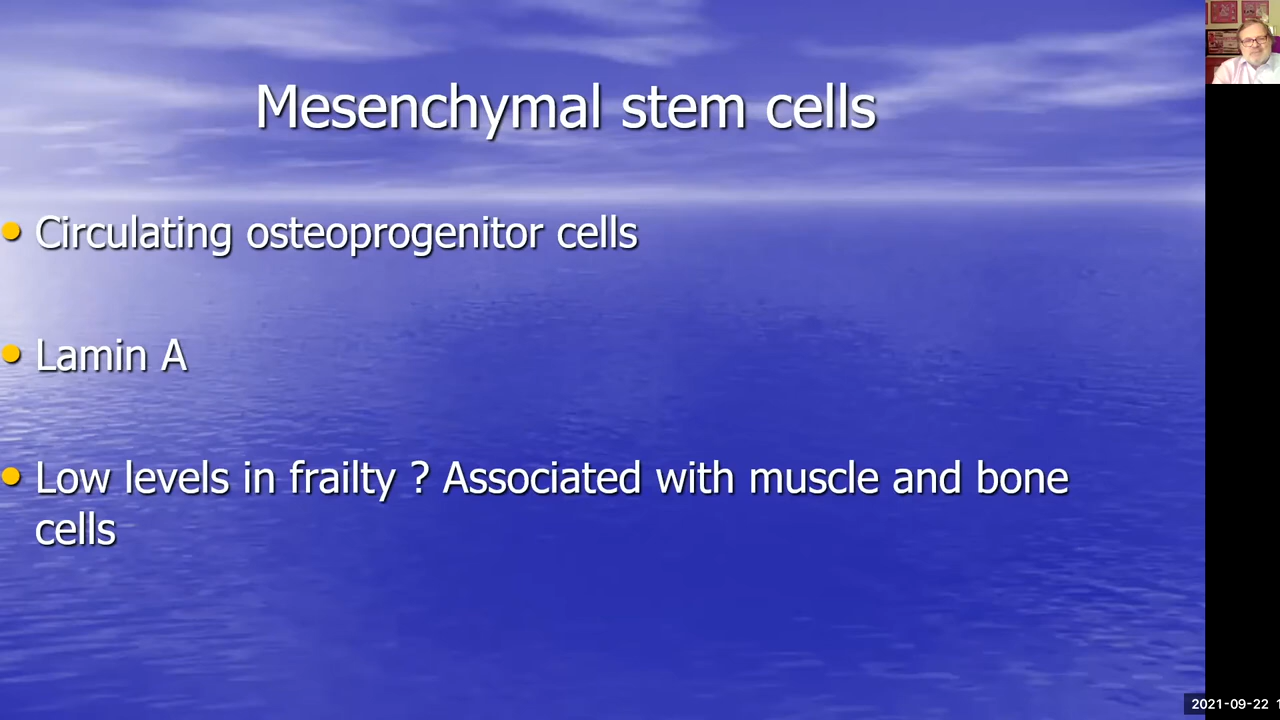 Mesenchymal stem cells
• Circulating osteoprogenitor cells
• Lamin A
• Low levels in frailty ? Associated with muscle and bone
cells
2021-09-22